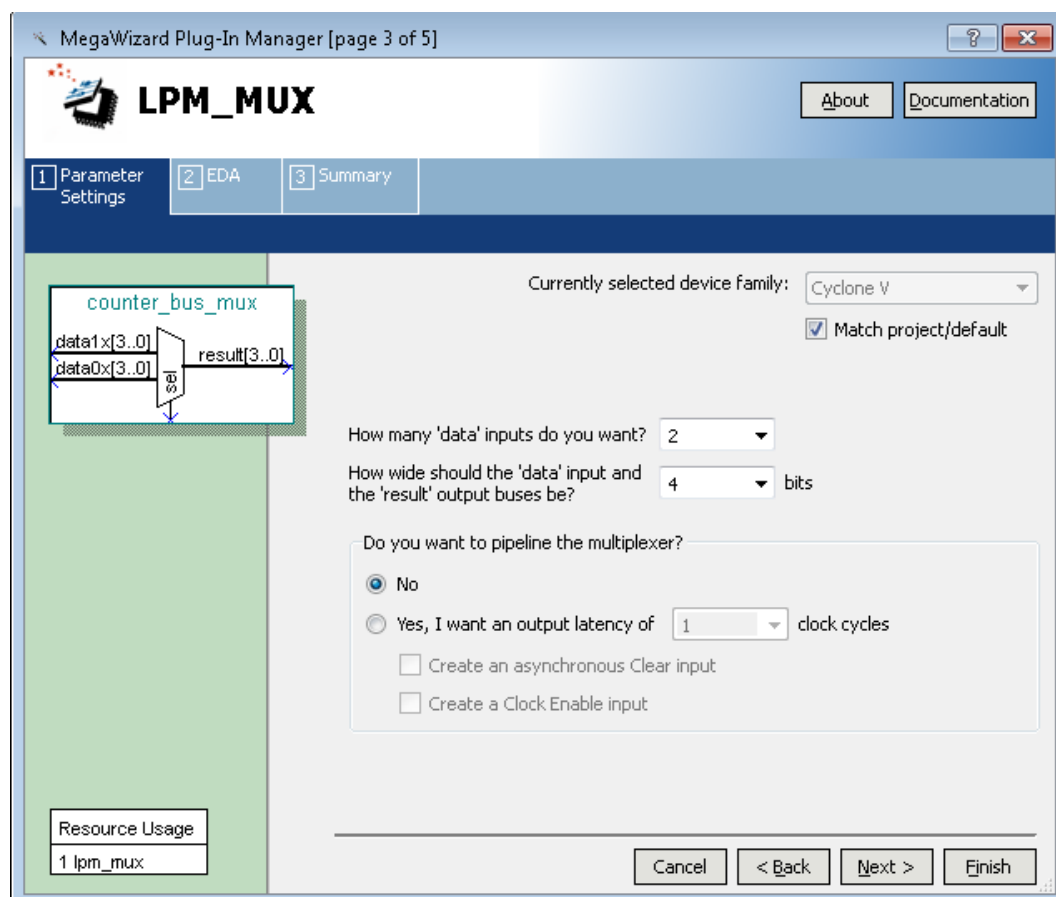 MegaWizard Plug-In Manager [page 3 of 5]
LPM_MUX
About
Documentation
1 Parameter Settings
2 EDA
3 Summary
Currently selected device family:
Cyclone V
Match project/default
counter_bus_mux
data1x[3..0]
data0x[3..0]
result[3..0]
sel
How many 'data' inputs do you want?
2
How wide should the 'data' input and
the 'result' output buses be?
4
bits
Do you want to pipeline the multiplexer?
No
Yes, I want an output latency of
1
clock cycles
Create an asynchronous Clear input
Create a Clock Enable input
Resource Usage
1 lpm_mux
Cancel
< Back
Next >
Finish